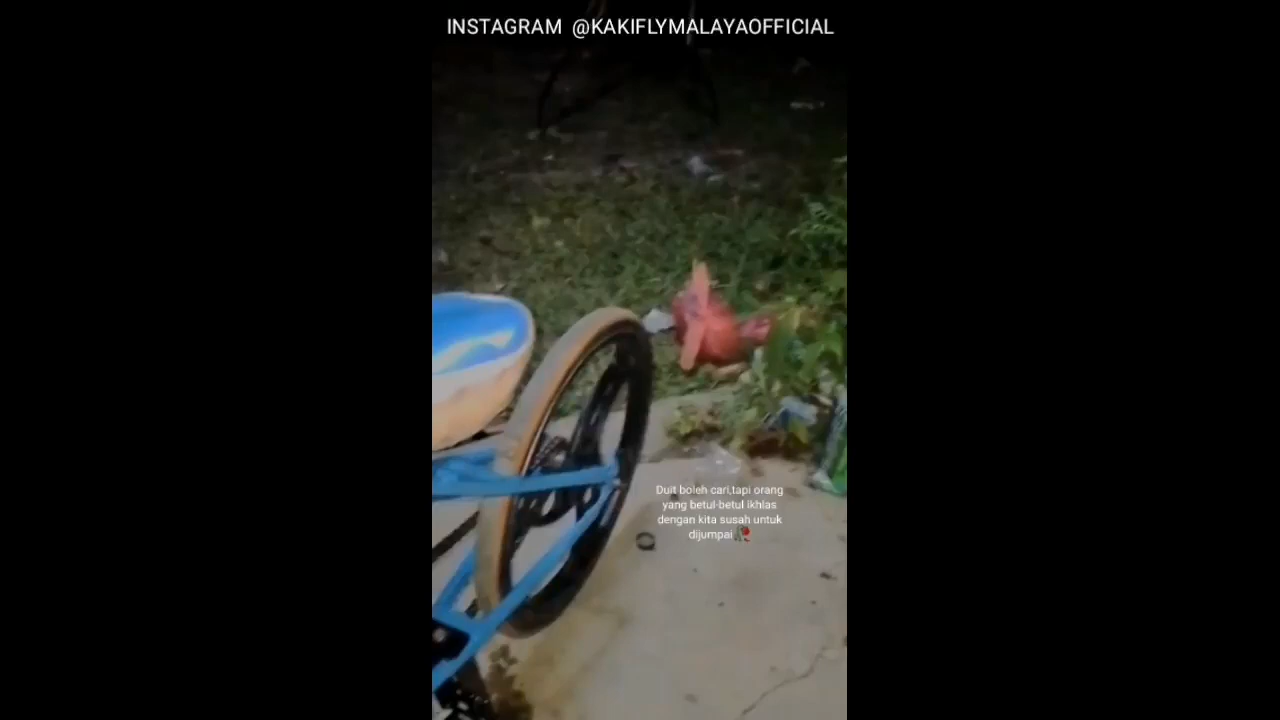 INSTAGRAM @KAKIFLYMALAYAOFFICIAL
Duit boleh cari,tapi orang
yang betul-betul ikhlas
dengan kita susah untuk
dijumpai🥀